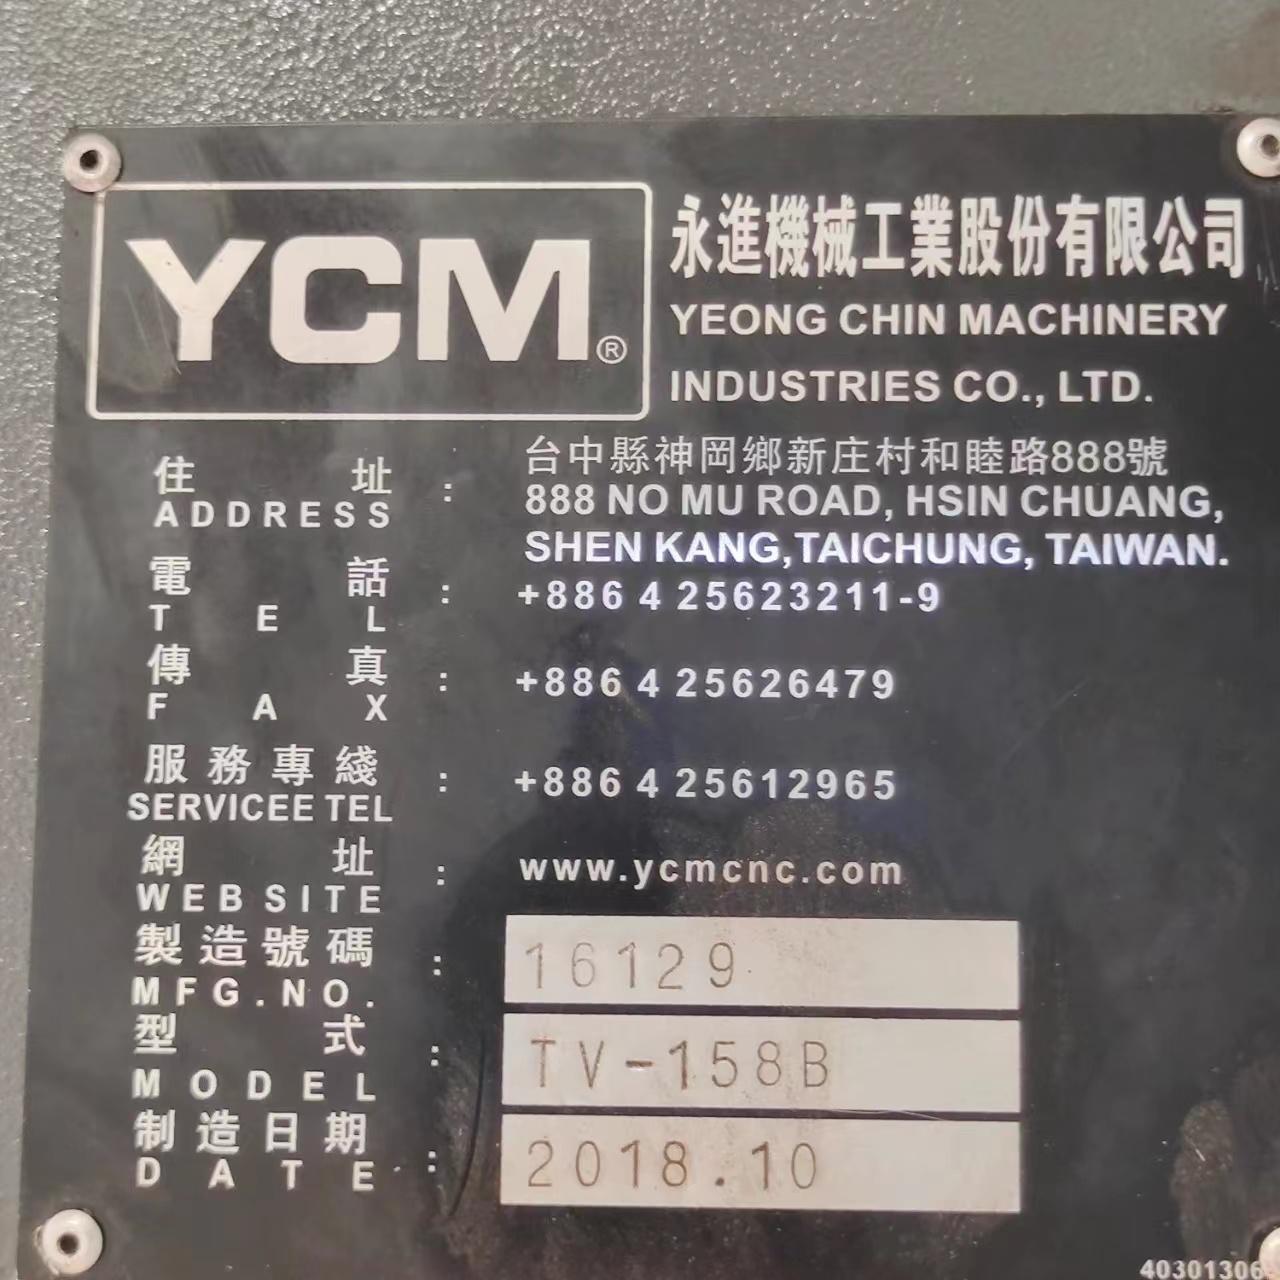 YCM®
永進機械工業股份有限公司
YEONG CHIN MACHINERY
INDUSTRIES CO., LTD.
住址 : 台中縣神岡鄉新庄村和睦路888號
ADDRESS 888 NO MU ROAD, HSIN CHUANG,
SHEN KANG,TAICHUNG, TAIWAN.
電話 : +886 4 25623211-9
TEL
傳真 : +886 4 25626479
FAX
服務專綫 : +886 4 25612965
SERVICEE TEL
網址 : www.ycmcnc.com
WEBSITE
製造號碼 : 16129
MFG.NO.
型式 : TV-158B
MODEL
制造日期 : 2018.10
DATE
40301306